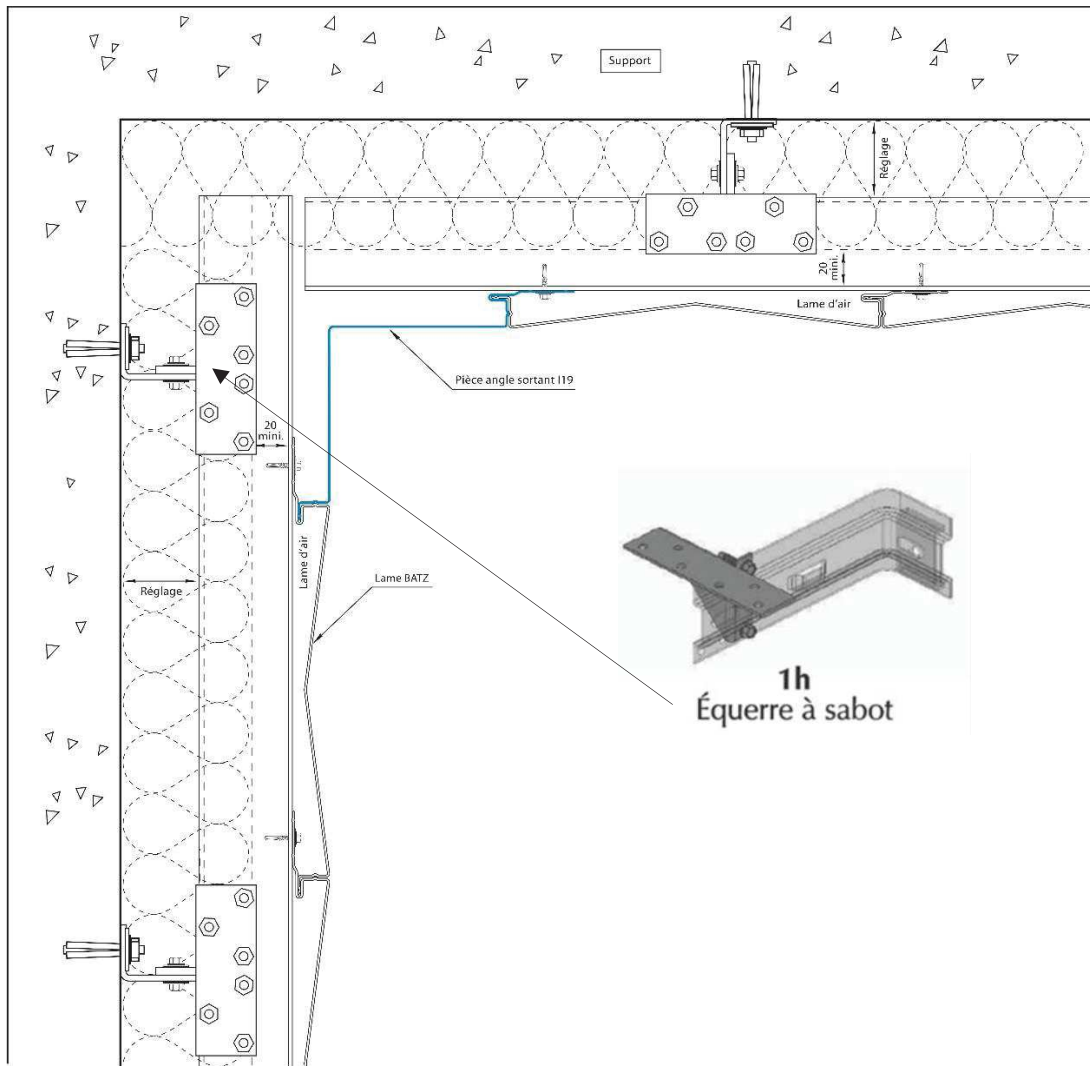 Support
Réglage
20
mini.
Lame d'air
Pièce angle sortant I19
20
mini.
Lame d'air
Réglage
Lame BATZ
1h
Équerre à sabot